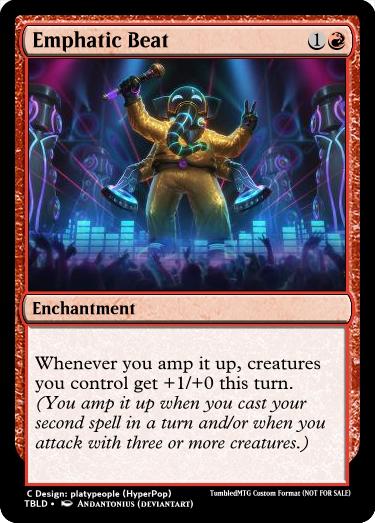 Emphatic Beat 1
Enchantment
Whenever you amp it up, creatures
you control get +1/+0 this turn.
(You amp it up when you cast your
second spell in a turn and/or when you
attack with three or more creatures.)
C Design: platypeople (HyperPop)
TumbledMTG Custom Format (NOT FOR SALE)
TBLD • Andantonius (deviantart)